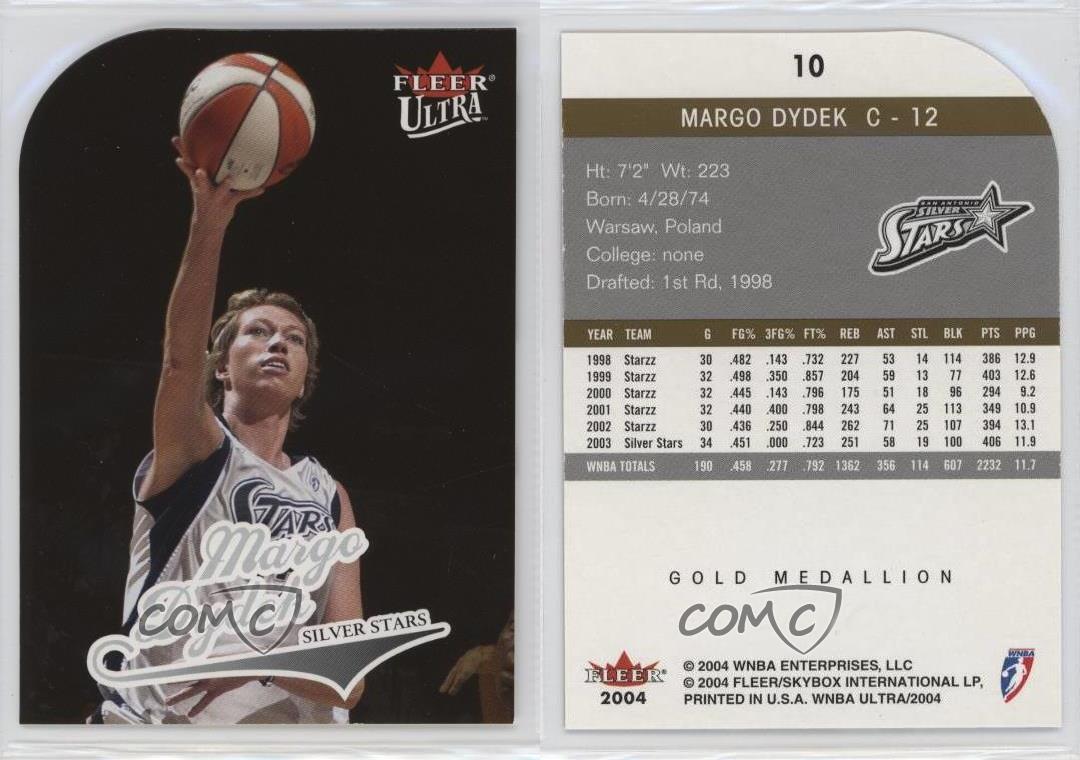 FLEER®
ULTRA™
STARS
Margo
Dydek
SILVER STARS
COMC
10
MARGO DYDEK C - 12
Ht: 7'2" Wt: 223
Born: 4/28/74
Warsaw, Poland
College: none
Drafted: 1st Rd, 1998
SAN ANTONIO
SILVER
STARS
YEAR TEAM G FG% 3FG% FT% REB AST STL BLK PTS PPG
1998 Starzz 30 .482 .143 .732 227 53 14 114 386 12.9
1999 Starzz 32 .498 .350 .857 204 59 13 77 403 12.6
2000 Starzz 32 .445 .143 .796 175 51 18 96 294 9.2
2001 Starzz 32 .440 .400 .798 243 64 25 113 349 10.9
2002 Starzz 30 .436 .250 .844 262 71 25 107 394 13.1
2003 Silver Stars 34 .451 .000 .723 251 58 19 100 406 11.9
WNBA TOTALS 190 .458 .277 .792 1362 356 114 607 2232 11.7
GOLD MEDALLION
COMC
FLEER®
2004
© 2004 WNBA ENTERPRISES, LLC
© 2004 FLEER/SKYBOX INTERNATIONAL LP,
PRINTED IN U.S.A. WNBA ULTRA/2004
WNBA